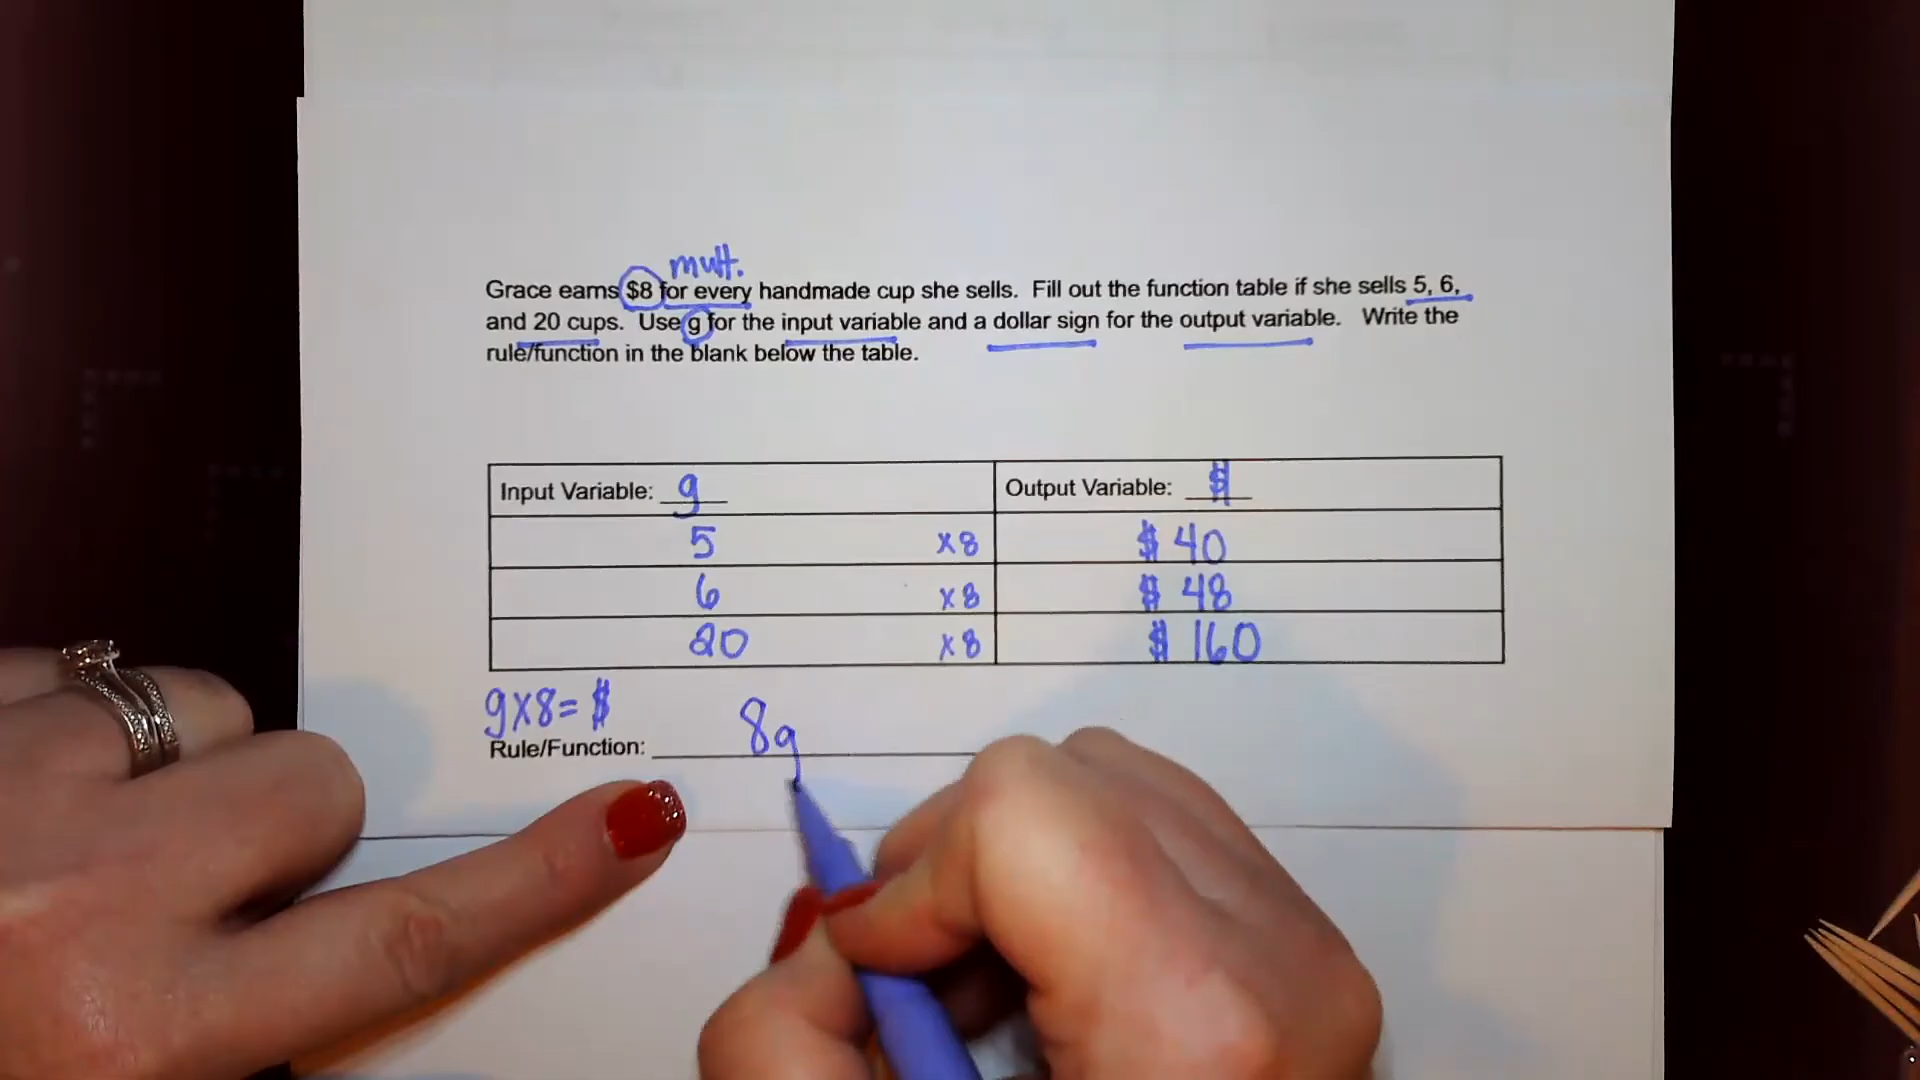 mult.
Grace earns $8 for every handmade cup she sells. Fill out the function table if she sells 5, 6,
and 20 cups. Use g for the input variable and a dollar sign for the output variable. Write the
rule/function in the blank below the table.
Input Variable: g Output Variable: $
5 x8 $ 40
6 x8 $ 48
20 x8 $ 160
gx8= $
Rule/Function: 8g